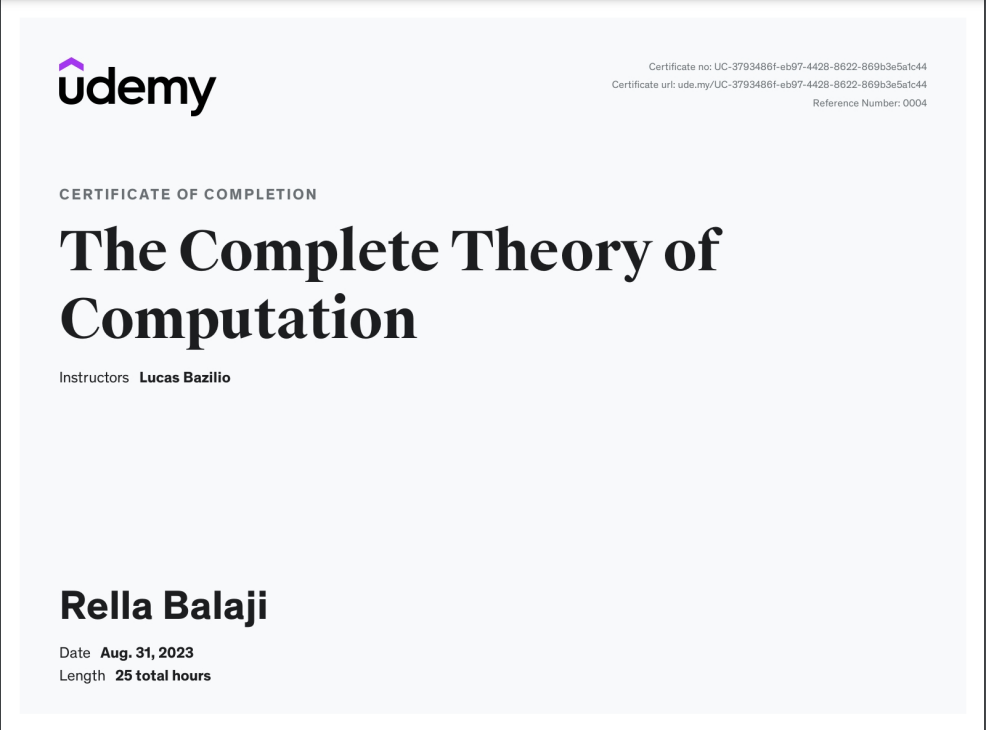 udemy
Certificate no: UC-3793486f-eb97-4428-8622-869b3e5a1c44
Certificate url: ude.my/UC-3793486f-eb97-4428-8622-869b3e5a1c44
Reference Number: 0004
CERTIFICATE OF COMPLETION
The Complete Theory of
Computation
Instructors Lucas Bazilio
Rella Balaji
Date Aug. 31, 2023
Length 25 total hours